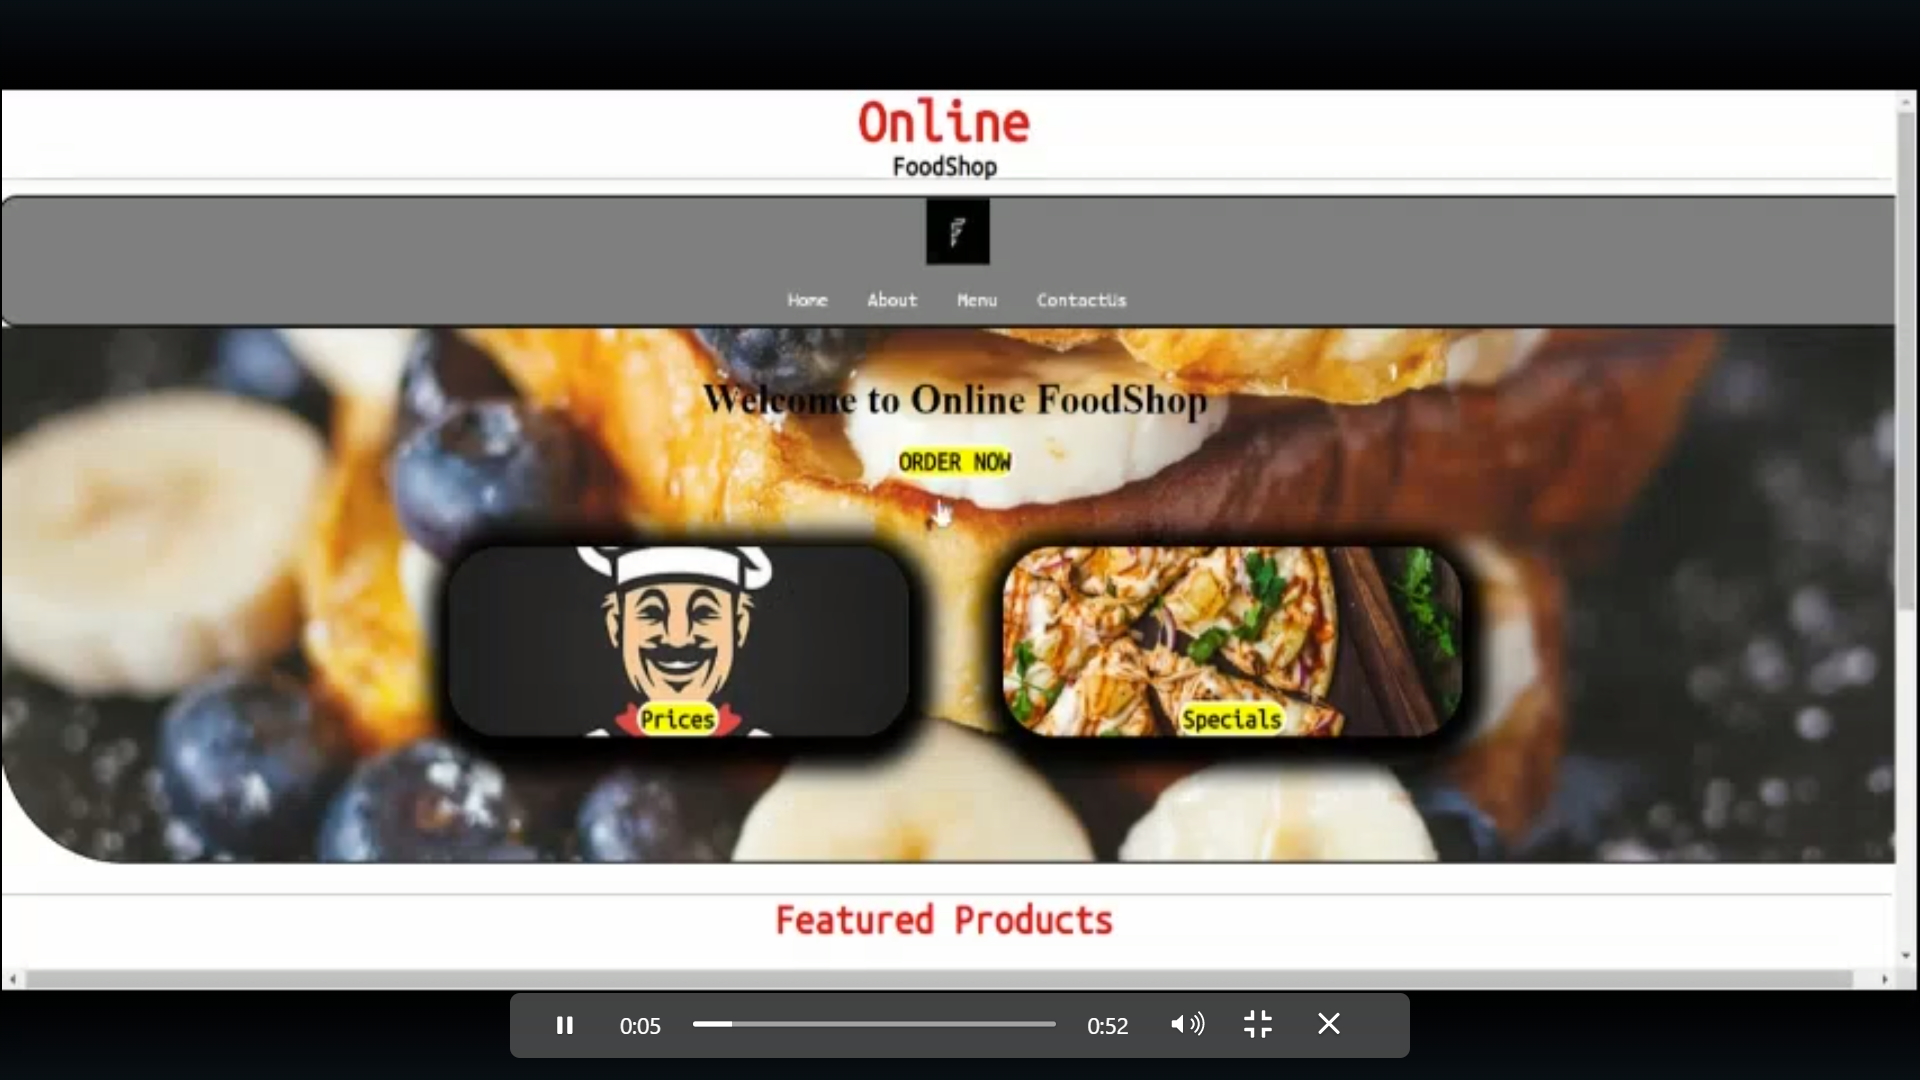 Online
FoodShop
Home About Menu ContactUs
Welcome to Online FoodShop
ORDER NOW
Prices Specials
Featured Products
0:05 0:52